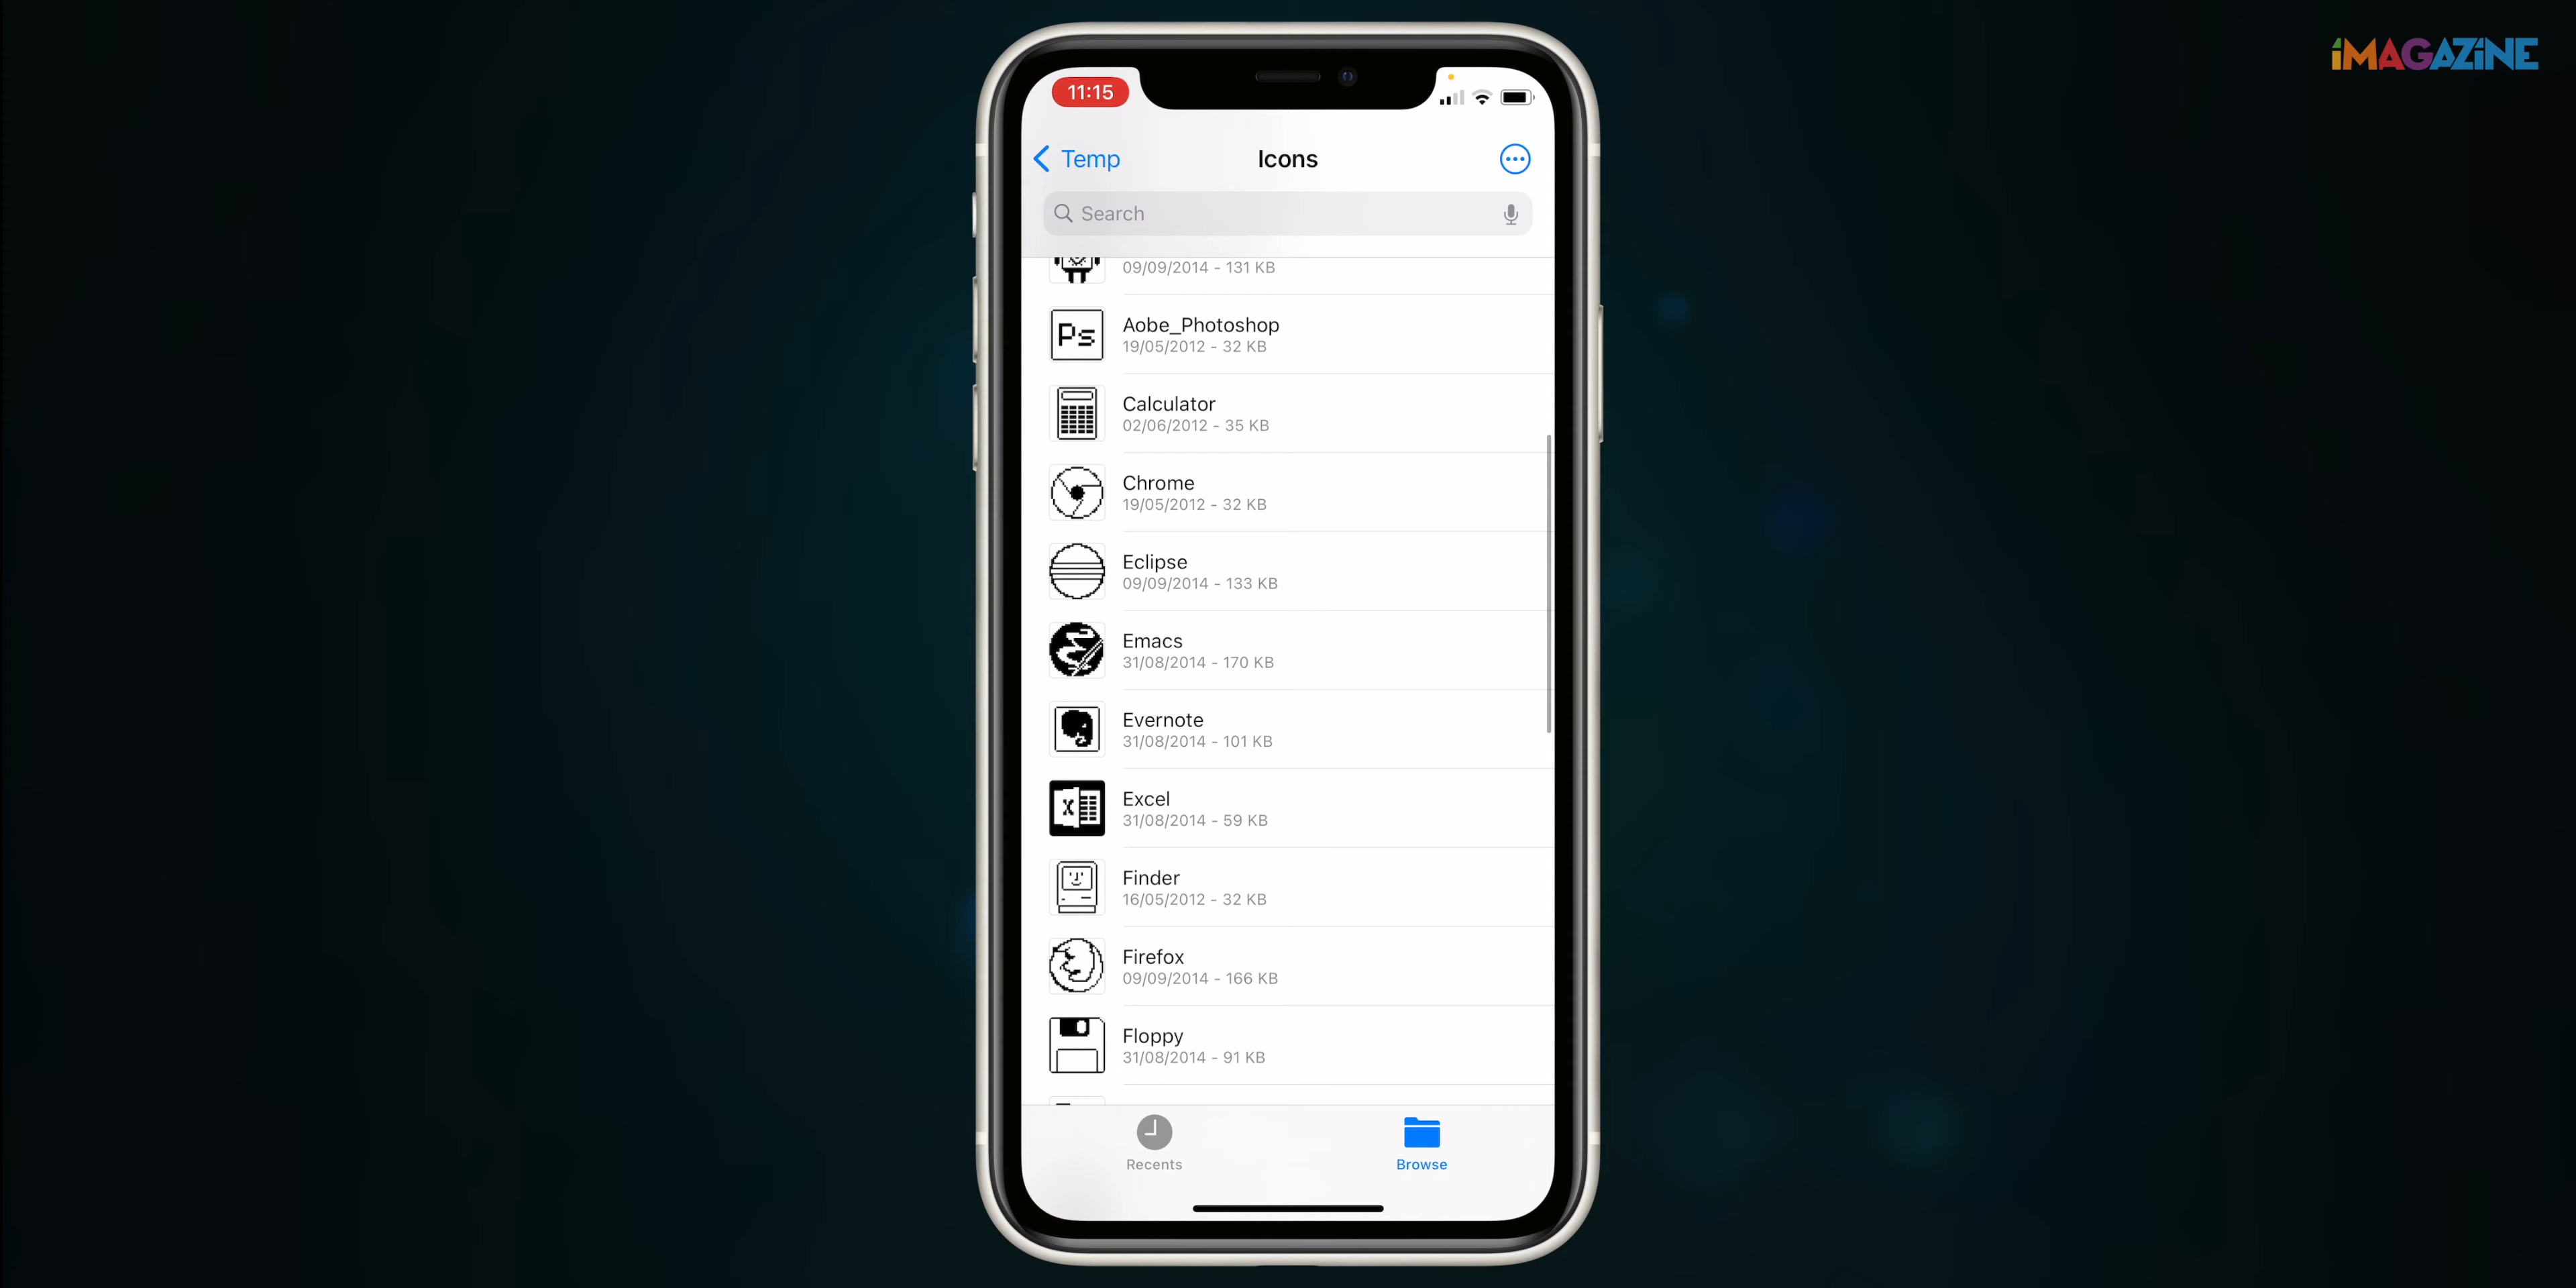 iMAGAZiNE
11:15
Temp
Icons
Search
09/09/2014 - 131 KB
Ps
Aobe_Photoshop
19/05/2012 - 32 KB
Calculator
02/06/2012 - 35 KB
Chrome
19/05/2012 - 32 KB
Eclipse
09/09/2014 - 133 KB
Emacs
31/08/2014 - 170 KB
Evernote
31/08/2014 - 101 KB
X
Excel
31/08/2014 - 59 KB
Finder
16/05/2012 - 32 KB
Firefox
09/09/2014 - 166 KB
Floppy
31/08/2014 - 91 KB
Recents
Browse